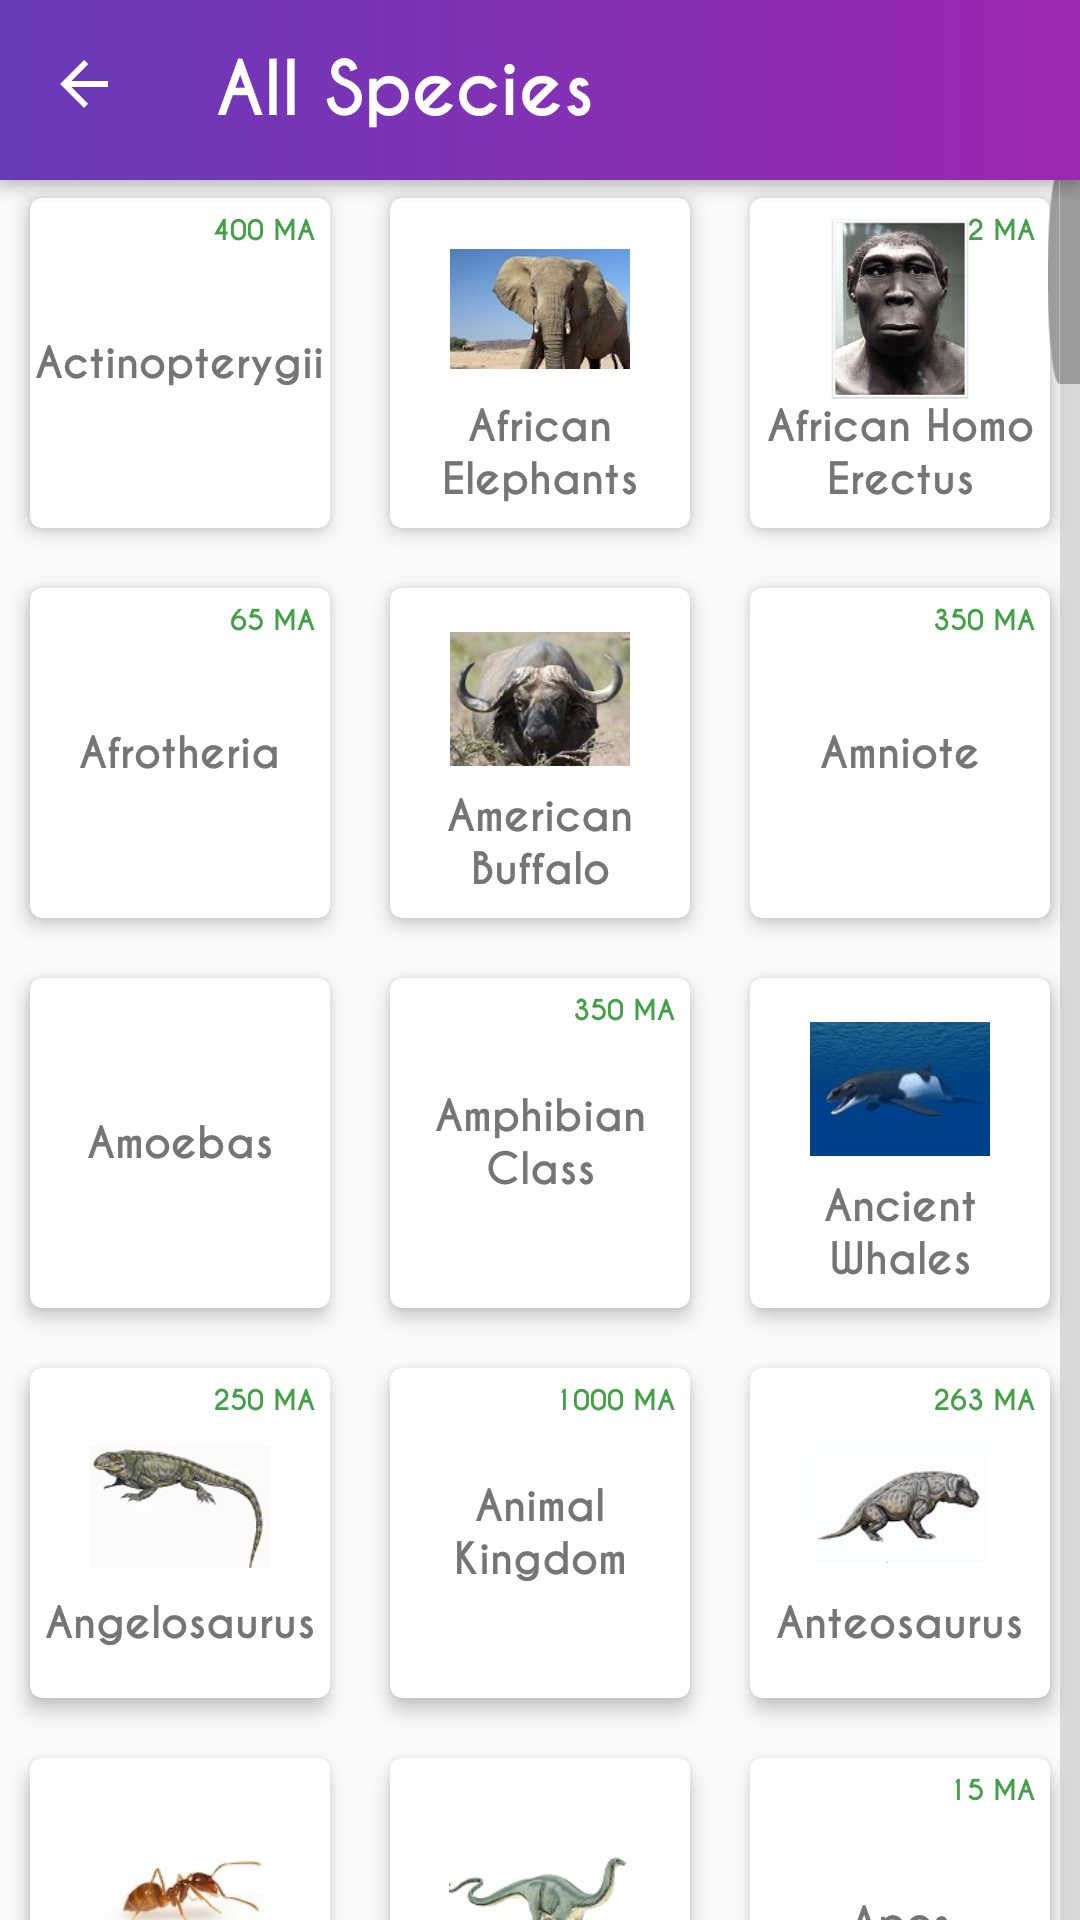 All Species
400 MA
Actinopterygii
African
Elephants
2 MA
African Homo
Erectus
65 MA
Afrotheria
American
Buffalo
350 MA
Amniote
Amoebas
350 MA
Amphibian
Class
Ancient
Whales
250 MA
Angelosaurus
1000 MA
Animal
Kingdom
263 MA
Anteosaurus
15 MA
Apes